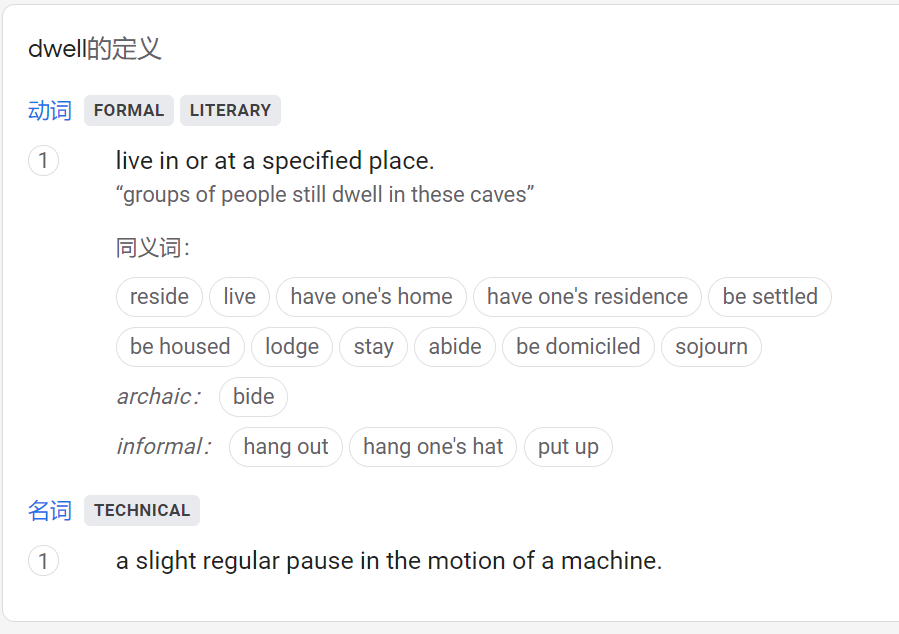 dwell的定义
动词 FORMAL LITERARY
1 live in or at a specified place.
“groups of people still dwell in these caves”
同义词：
reside live have one's home have one's residence be settled
be housed lodge stay abide be domiciled sojourn
archaic： bide
informal： hang out hang one's hat put up
名词 TECHNICAL
1 a slight regular pause in the motion of a machine.